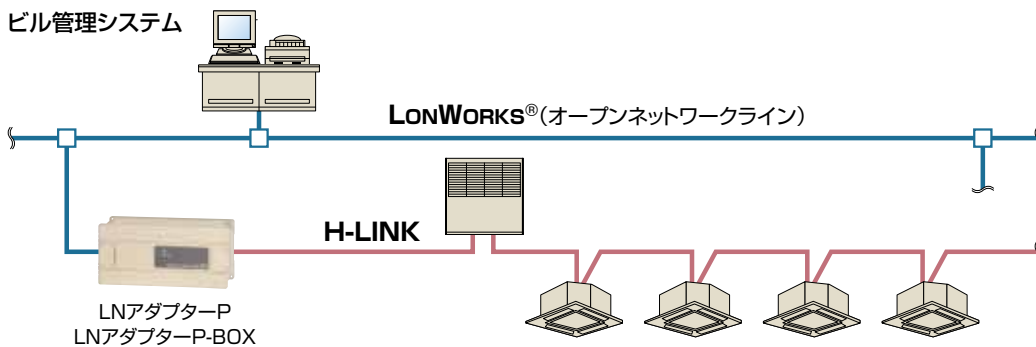 ビル管理システム
LONWORKS®(オープンネットワークライン)
H-LINK
LNアダプターP
LNアダプターP-BOX